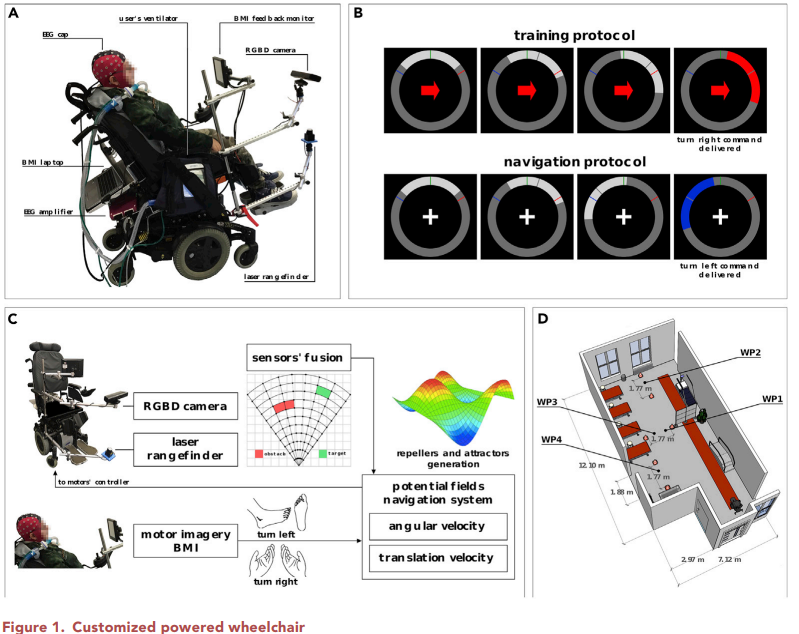 A
EEG cap
user's ventilator
BMI feedback monitor
RGBD camera
BMI laptop
EEG amplifier
laser rangefinder
B
training protocol
turn right command
delivered
navigation protocol
turn left command
delivered
C
sensors' fusion
RGBD camera
laser
rangefinder
obstacle
target
repellers and attractors
generation
to motors' controller
potential fields
navigation system
angular velocity
translation velocity
motor imagery
BMI
turn left
turn right
D
WP2
WP1
WP3
WP4
1.77 m
1.77 m
1.77 m
12.10 m
1.88 m
2.97 m
7.12 m
Figure 1. Customized powered wheelchair